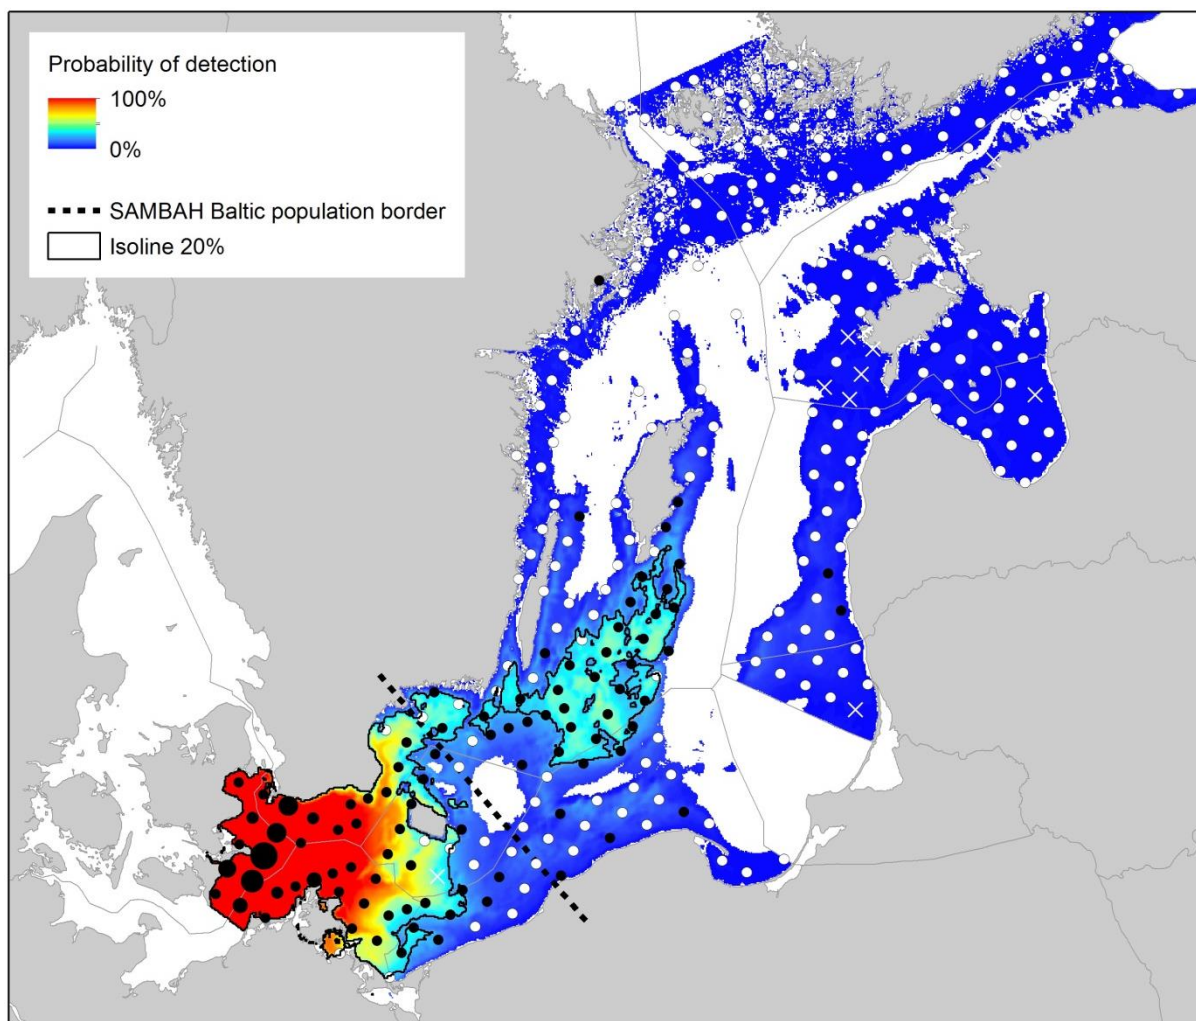 Probability of detection
100%
0%
SAMBAH Baltic population border
Isoline 20%